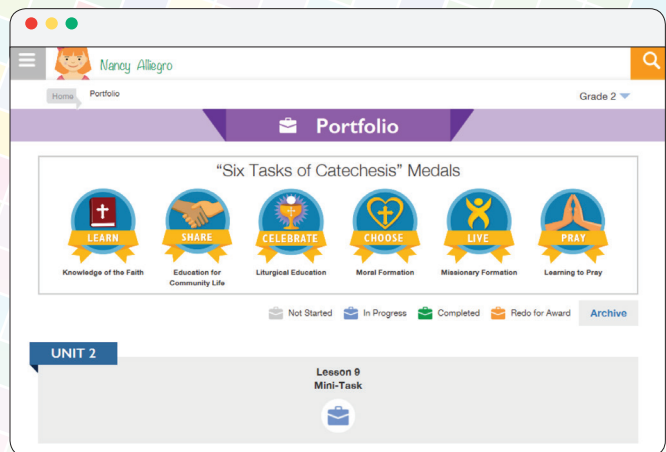 Nancy Alliegro
Home Portfolio Grade 2
Portfolio
"Six Tasks of Catechesis" Medals
LEARN SHARE CELEBRATE CHOOSE LIVE PRAY
Knowledge of the Faith Education for Liturgical Education Moral Formation Missionary Formation Learning to Pray
Community Life
Not Started In Progress Completed Redo for Award Archive
UNIT 2
Lesson 9
Mini-Task